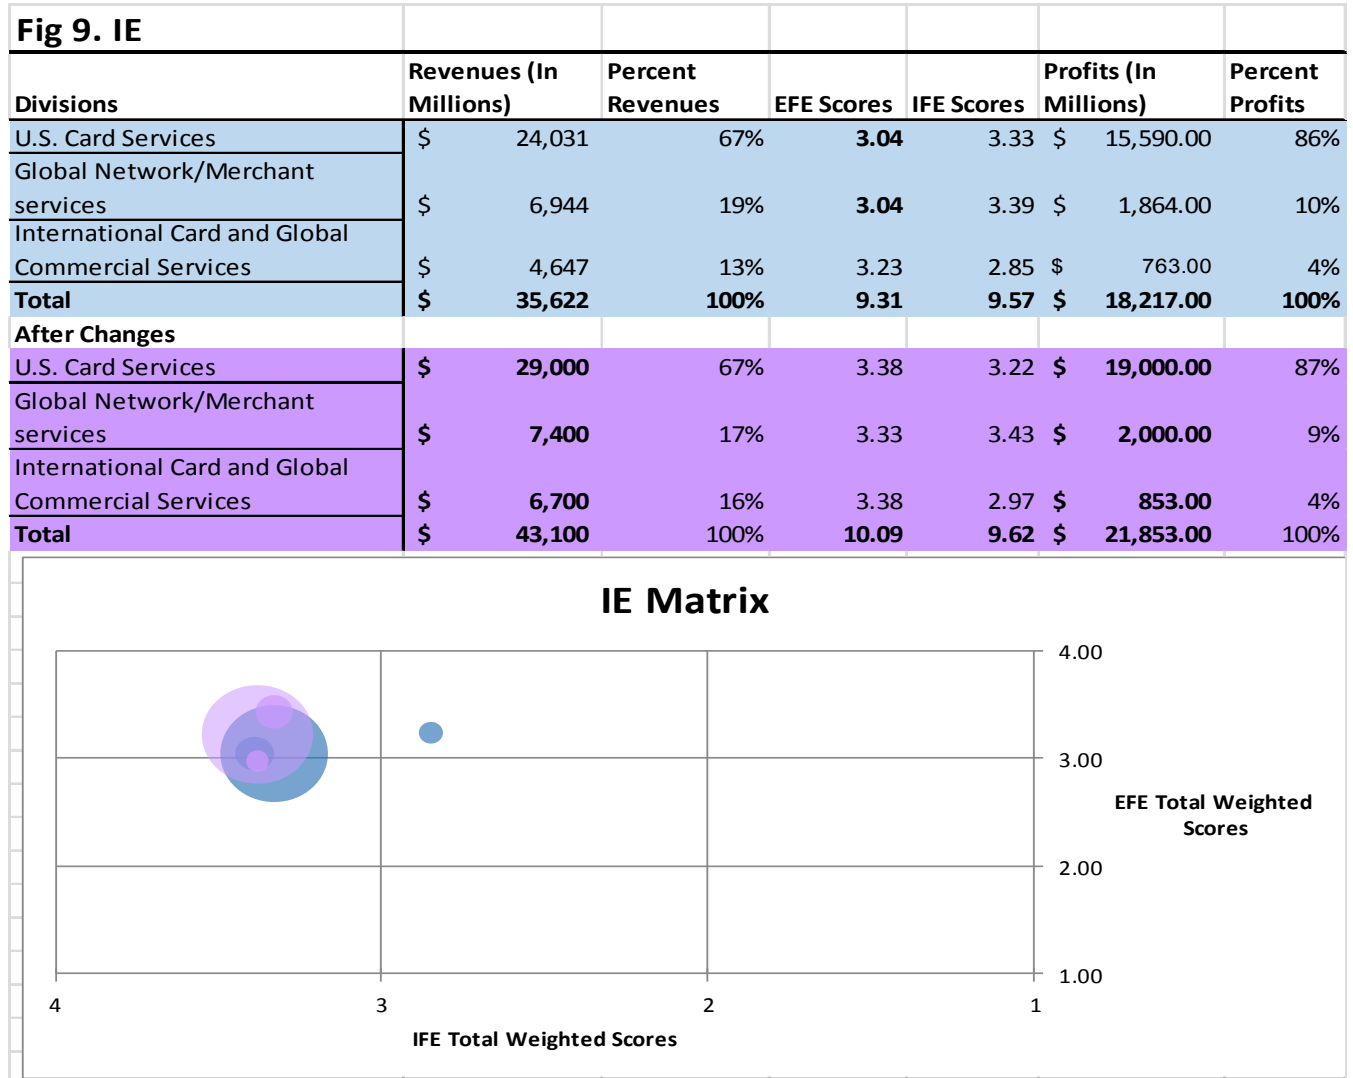 Fig 9. IE
Divisions Revenues (In Millions) Percent Revenues EFE Scores IFE Scores Profits (In Millions) Percent Profits
U.S. Card Services $ 24,031 67% 3.04 3.33 $ 15,590.00 86%
Global Network/Merchant
services $ 6,944 19% 3.04 3.39 $ 1,864.00 10%
International Card and Global
Commercial Services $ 4,647 13% 3.23 2.85 $ 763.00 4%
Total $ 35,622 100% 9.31 9.57 $ 18,217.00 100%
After Changes
U.S. Card Services $ 29,000 67% 3.38 3.22 $ 19,000.00 87%
Global Network/Merchant
services $ 7,400 17% 3.33 3.43 $ 2,000.00 9%
International Card and Global
Commercial Services $ 6,700 16% 3.38 2.97 $ 853.00 4%
Total $ 43,100 100% 10.09 9.62 $ 21,853.00 100%
IE Matrix
4.00
3.00
EFE Total Weighted
Scores
2.00
1.00
4 3 2 1
IFE Total Weighted Scores